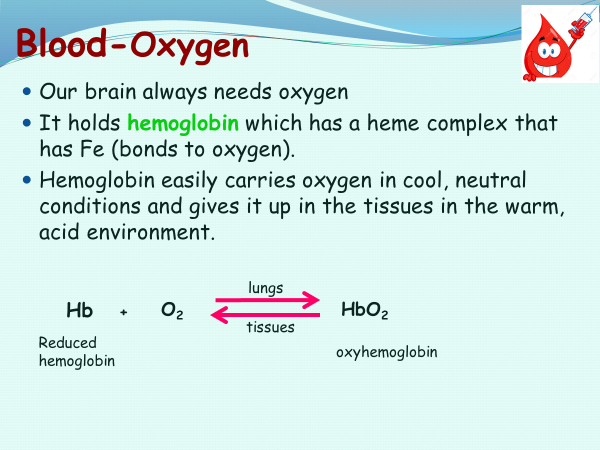 Blood-Oxygen
• Our brain always needs oxygen
• It holds hemoglobin which has a heme complex that
has Fe (bonds to oxygen).
• Hemoglobin easily carries oxygen in cool, neutral
conditions and gives it up in the tissues in the warm,
acid environment.
lungs
Hb + O₂ HbO₂
tissues
Reduced
hemoglobin
oxyhemoglobin